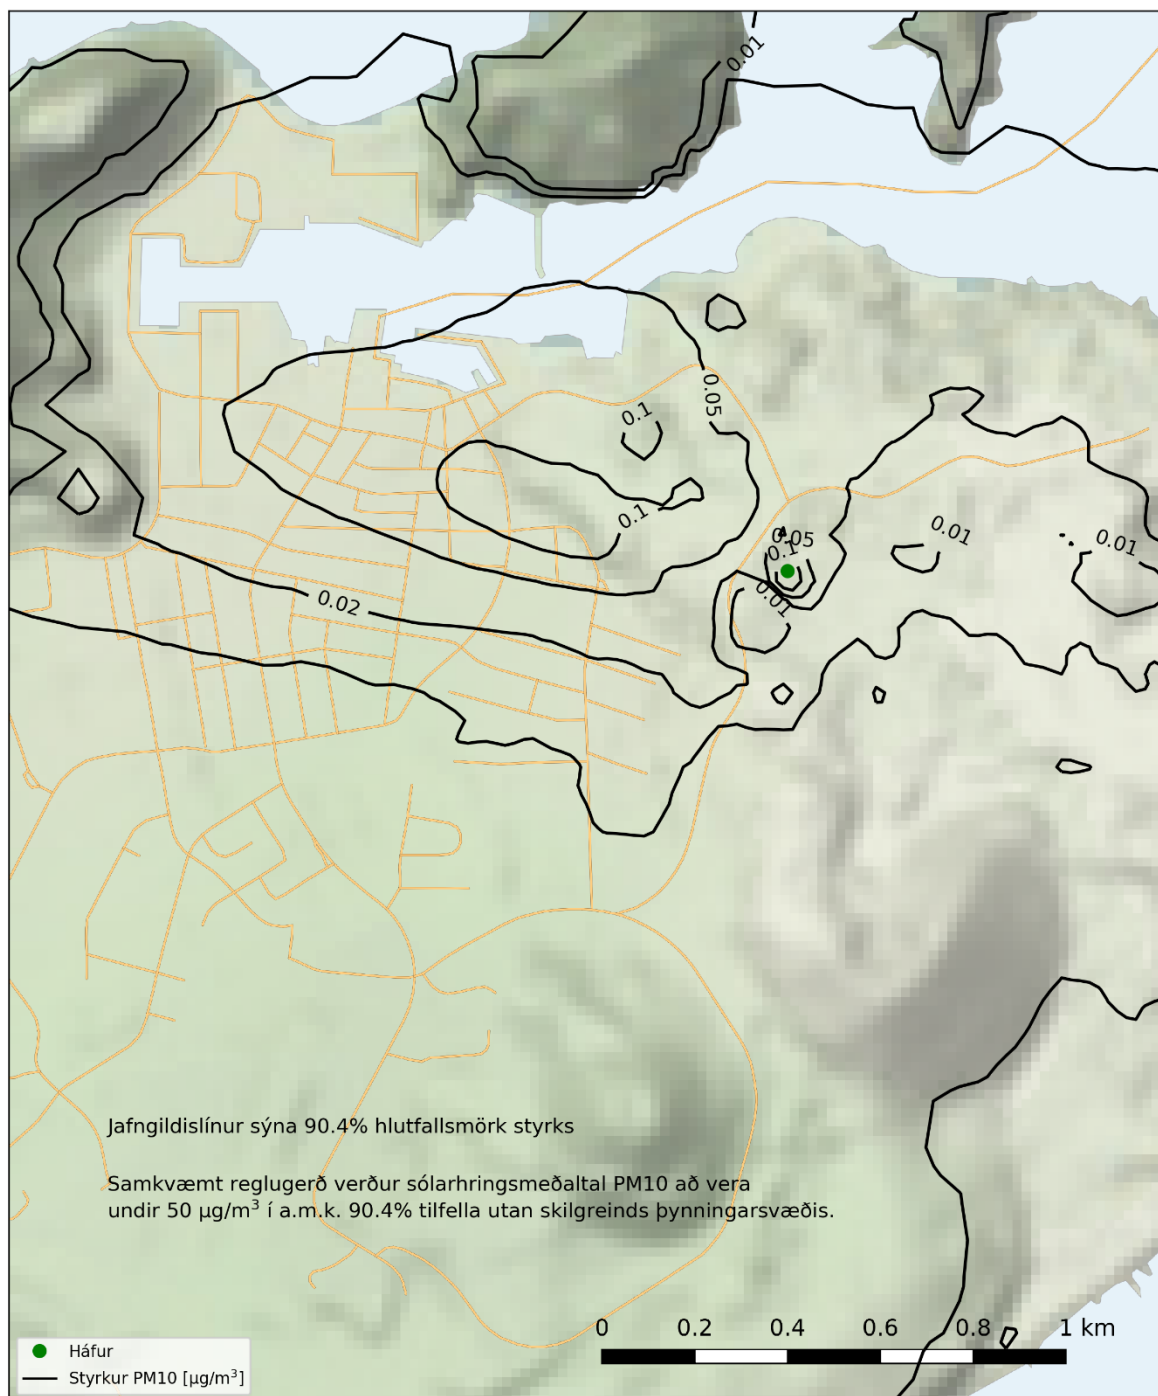 0.01
0.05
0.1
0.1
0.01
0.05
0.1
0.01
0.01
0.02
Jafngildislínur sýna 90.4% hlutfallsmörk styrks
Samkvæmt reglugerð verður sólarhringsmeðaltal PM10 að vera
undir 50 µg/m³ í a.m.k. 90.4% tilfella utan skilgreinds þynningarsvæðis.
0 0.2 0.4 0.6 0.8 1 km
Háfur
Styrkur PM10 [µg/m³]